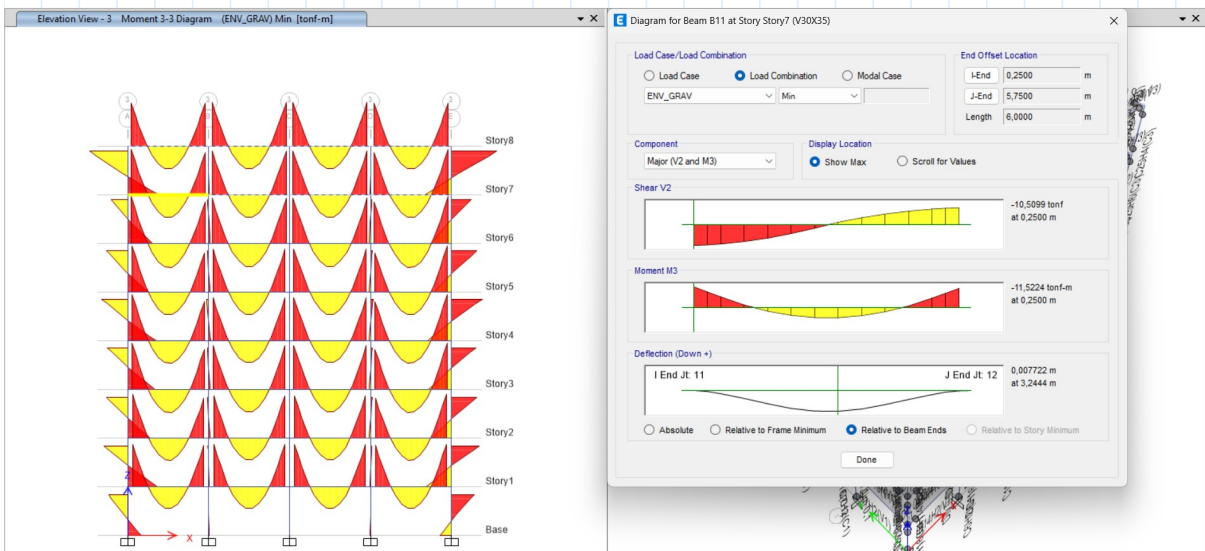 Elevation View - 3 Moment 3-3 Diagram (ENV_GRAV) Min [tonf-m]
Story8
Story7
Story6
Story5
Story4
Story3
Story2
Story1
Base
Z
X
Diagram for Beam B11 at Story Story7 (V30X35)
Load Case/Load Combination
Load Case
Load Combination
Modal Case
ENV_GRAV
Min
End Offset Location
I-End
0,2500
m
J-End
5,7500
m
Length
6,0000
m
Component
Major (V2 and M3)
Display Location
Show Max
Scroll for Values
Shear V2
-10,5099 tonf
at 0,2500 m
Moment M3
-11,5224 tonf-m
at 0,2500 m
Deflection (Down +)
I End Jt: 11
J End Jt: 12
0,007722 m
at 3,2444 m
Absolute
Relative to Frame Minimum
Relative to Beam Ends
Relative to Story Minimum
Done